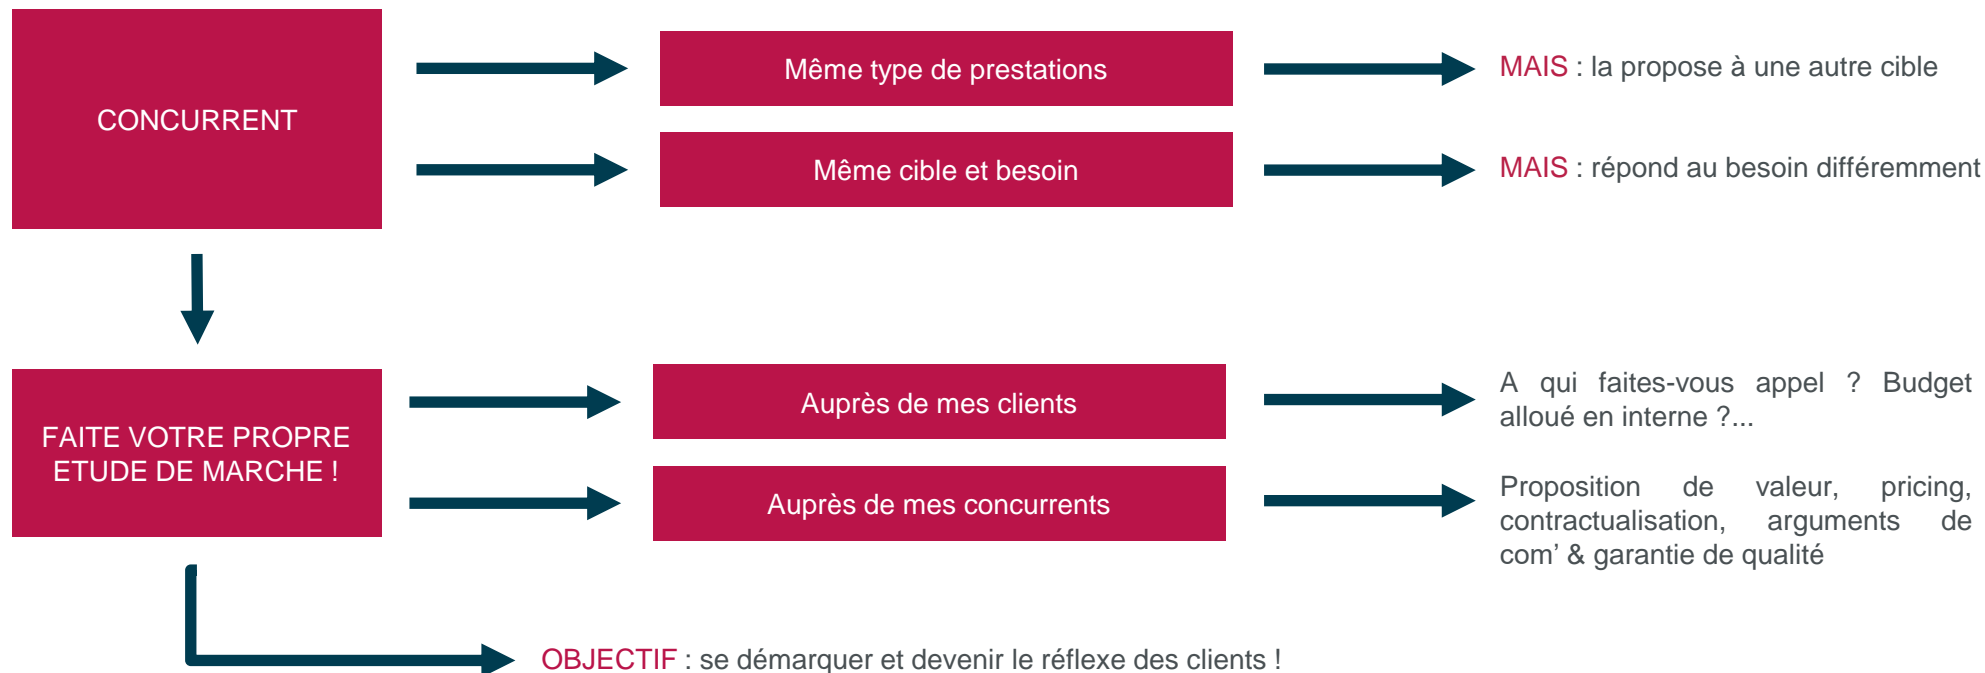 CONCURRENT
Même type de prestations
MAIS : la propose à une autre cible
Même cible et besoin
MAIS : répond au besoin différemment
FAITE VOTRE PROPRE
ETUDE DE MARCHE !
Auprès de mes clients
A qui faites-vous appel ? Budget
alloué en interne ?...
Auprès de mes concurrents
Proposition de valeur, pricing,
contractualisation, arguments de
com’ & garantie de qualité
OBJECTIF : se démarquer et devenir le réflexe des clients !